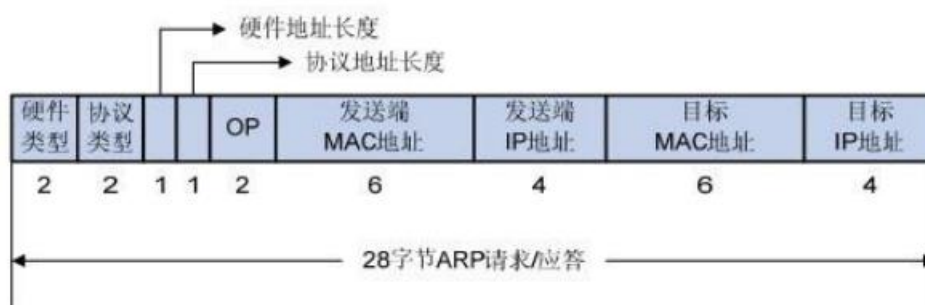 硬件地址长度
协议地址长度
硬件 协议 发送端 发送端 目标 目标
类型 类型 OP MAC地址 IP地址 MAC地址 IP地址
2 2 1 1 2 6 4 6 4
28字节ARP请求/应答